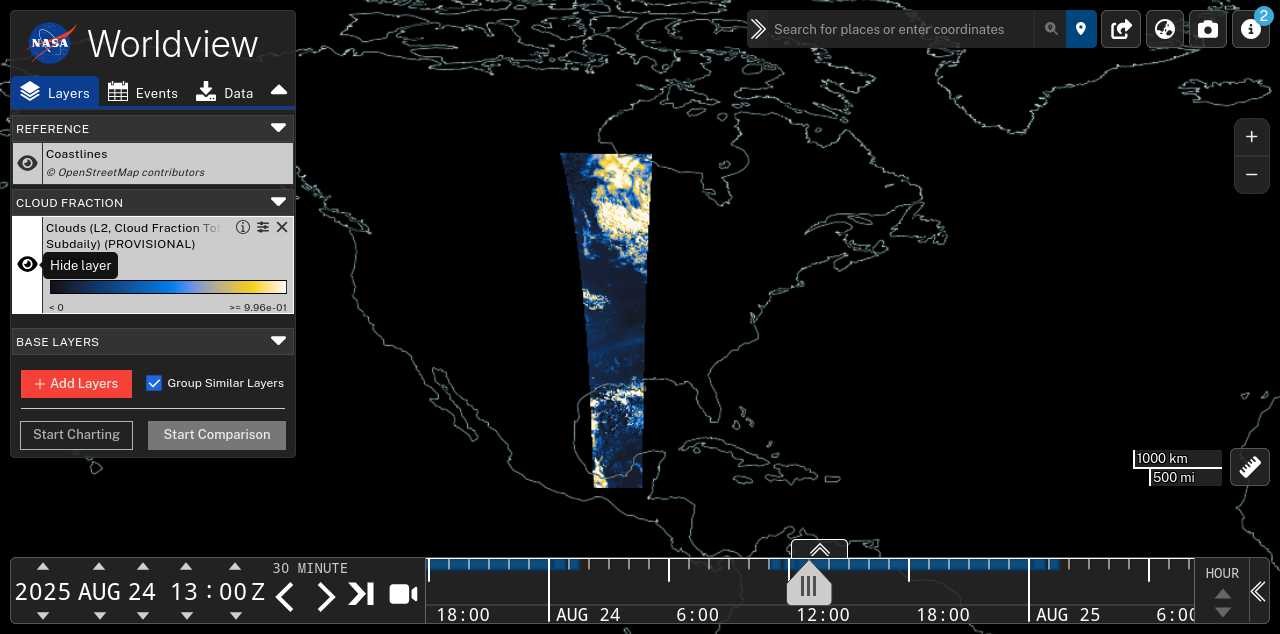 NASA
Worldview
Layers
Events
Data
REFERENCE
Coastlines
© OpenStreetMap contributors
CLOUD FRACTION
Clouds (L2, Cloud Fraction
Subdaily) (PROVISIONAL)
Hide layer
< 0
>= 9.96e-01
BASE LAYERS
+ Add Layers
Group Similar Layers
Start Charting
Start Comparison
Search for places or enter coordinates
2
+
−
1000 km
500 mi
2025 AUG 24 13 : 00 Z
30 MINUTE
18:00
AUG 24
6:00
12:00
18:00
AUG 25
HOUR